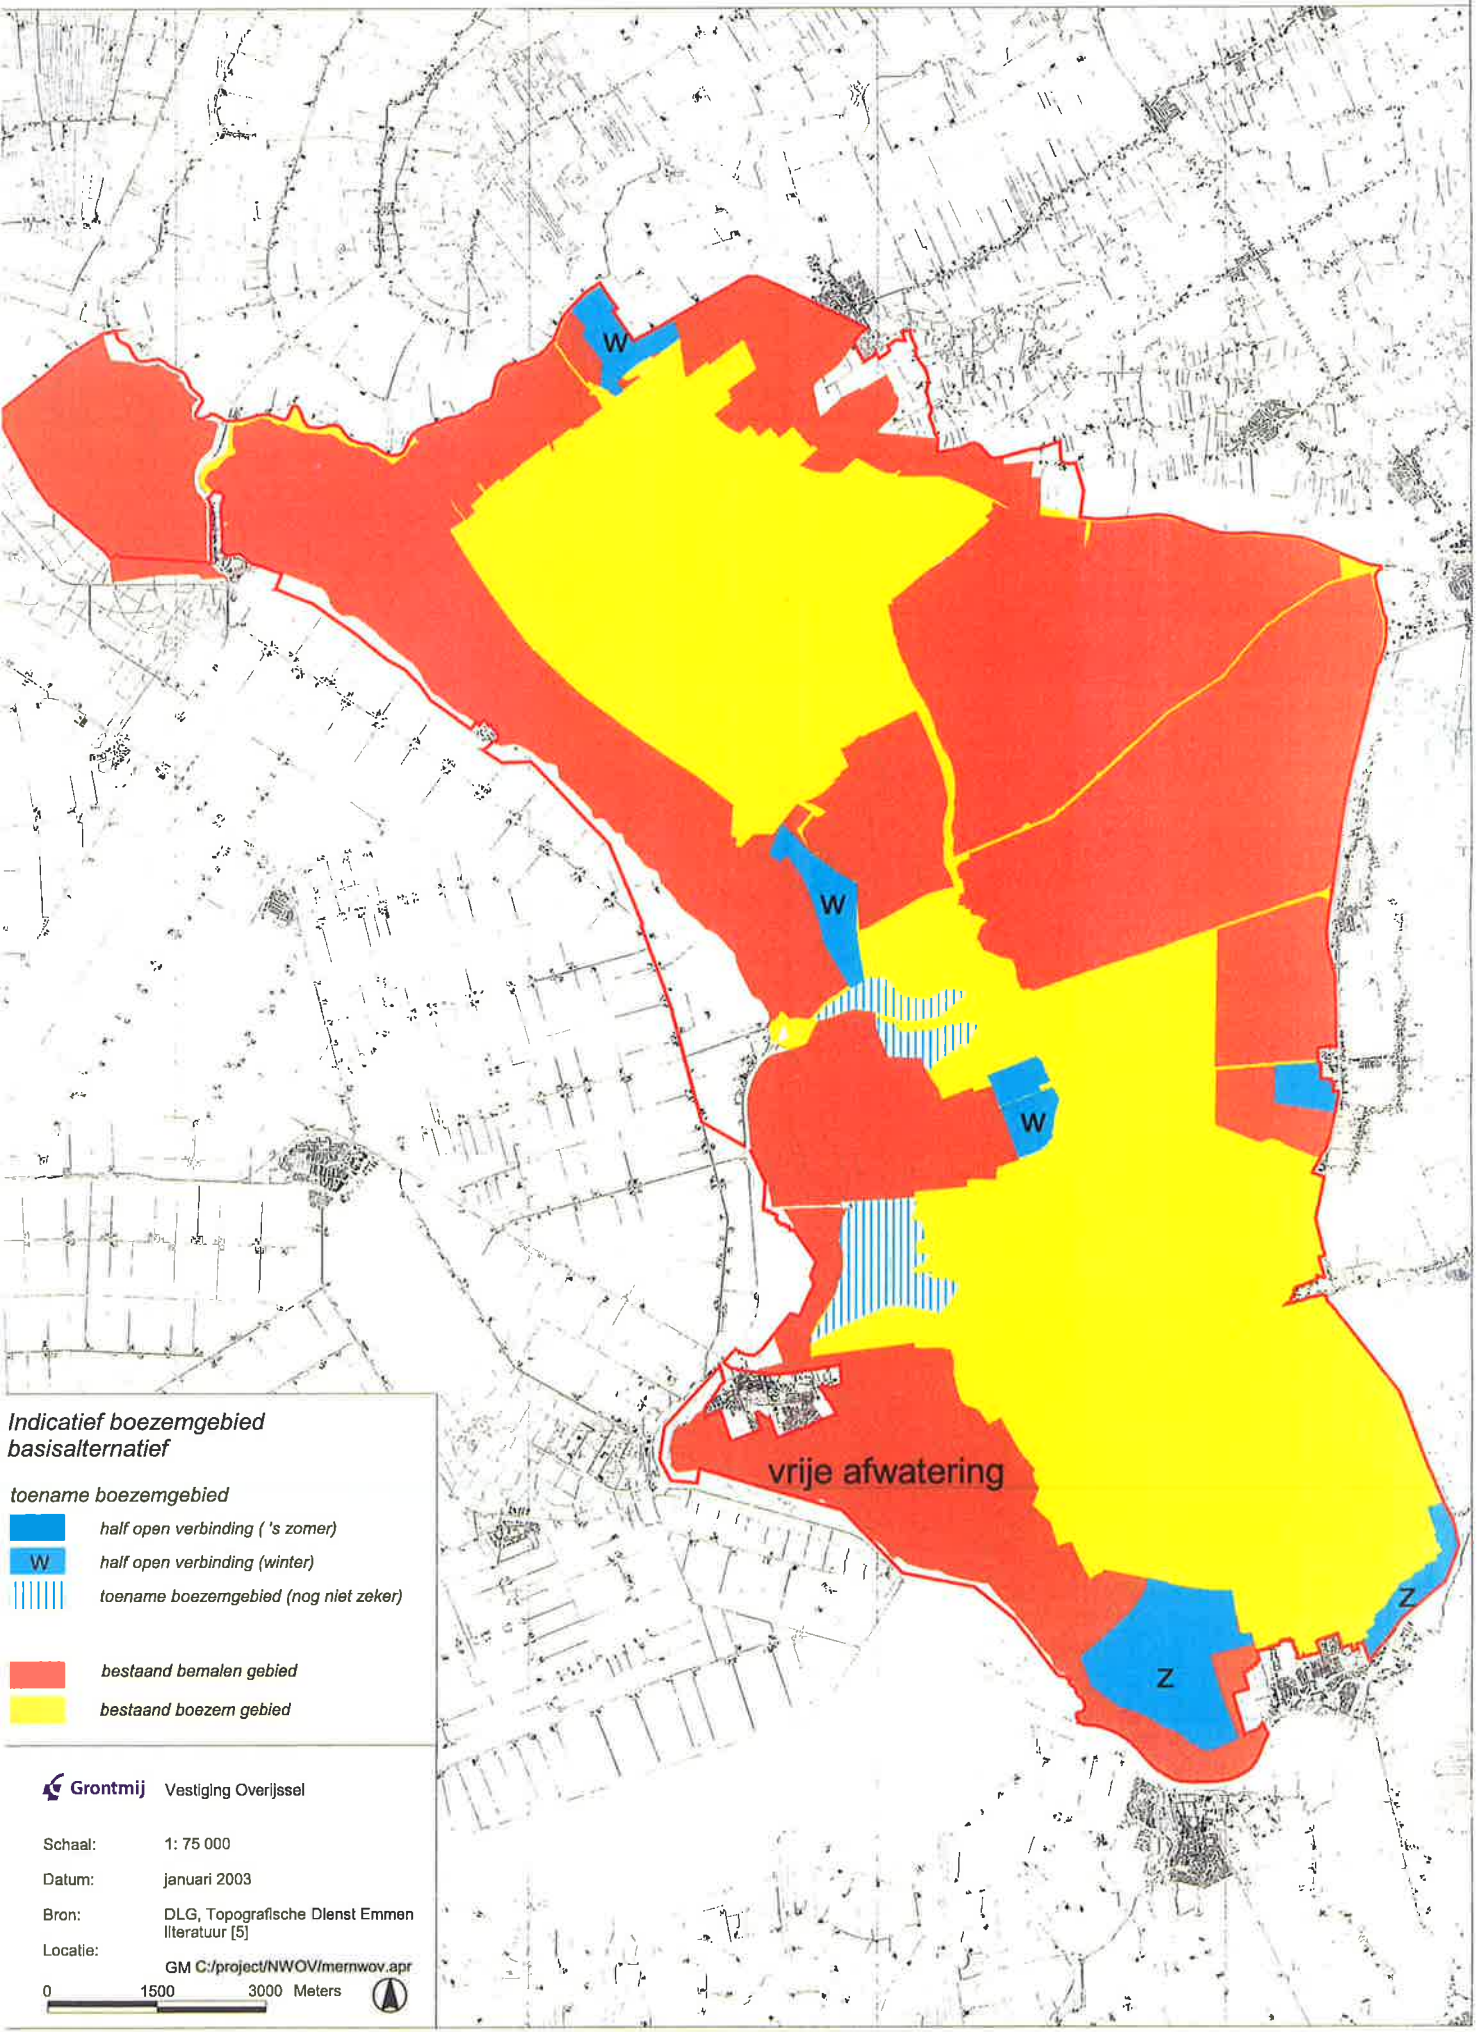 W
W
W
vrije afwatering
Z
Z
Indicatief boezemgebied
basisalternatief
toename boezemgebied
half open verbinding ( 's zomer)
W half open verbinding (winter)
toename boezemgebied (nog niet zeker)
bestaand bemalen gebied
bestaand boezem gebied
Grontmij Vestiging Overijssel
Schaal: 1: 75 000
Datum: januari 2003
Bron: DLG, Topografische Dienst Emmen
literatuur [5]
Locatie:
GM C:/project/NWOV/mernwov.apr
0 1500 3000 Meters